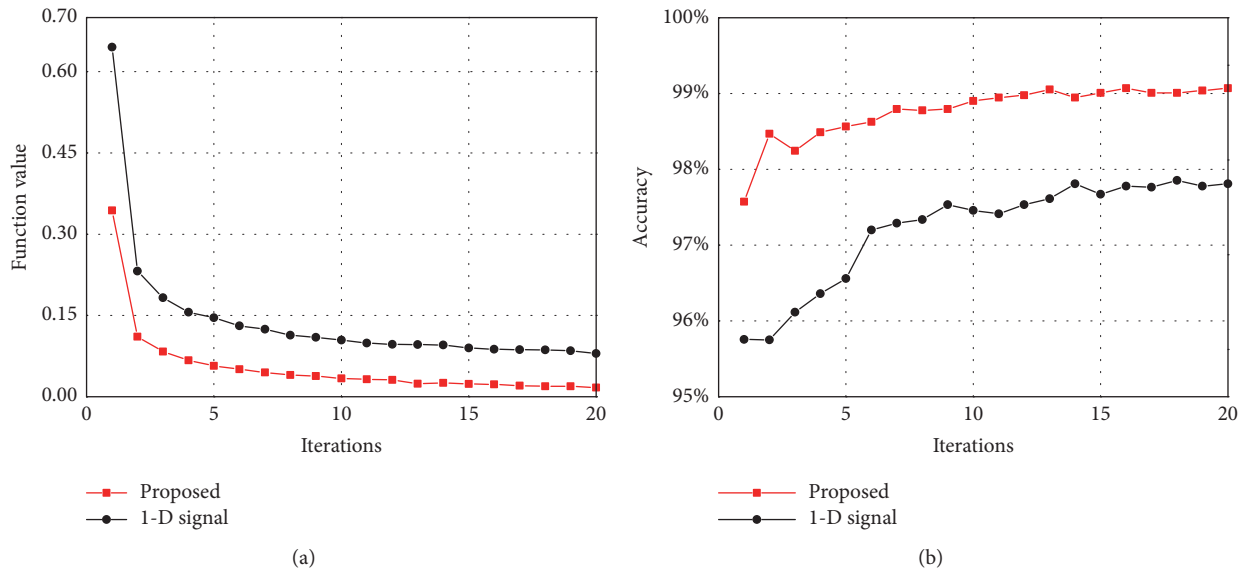 0.70
0.60
0.45
0.30
0.15
0.00
Function value
0
5
10
15
20
Iterations
Proposed
1-D signal
(a)
100%
99%
98%
97%
96%
95%
Accuracy
0
5
10
15
20
Iterations
Proposed
1-D signal
(b)